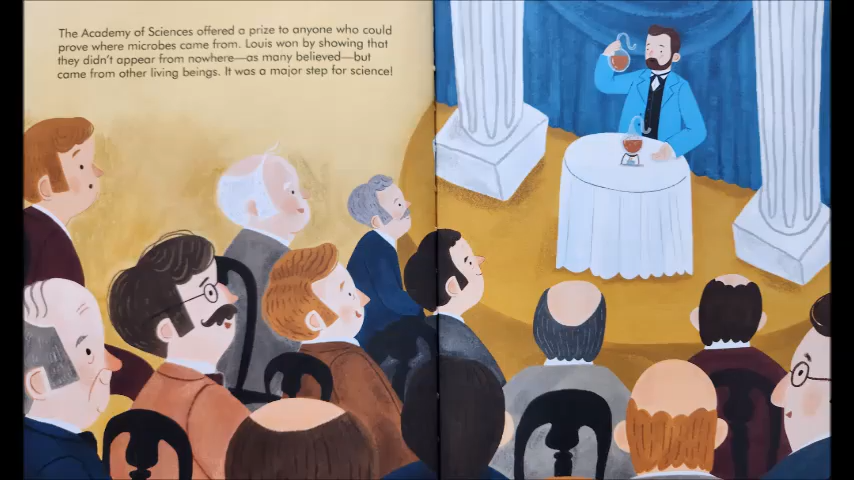 The Academy of Sciences offered a prize to anyone who could
prove where microbes came from. Louis won by showing that
they didn't appear from nowhere—as many believed—but
came from other living beings. It was a major step for science!